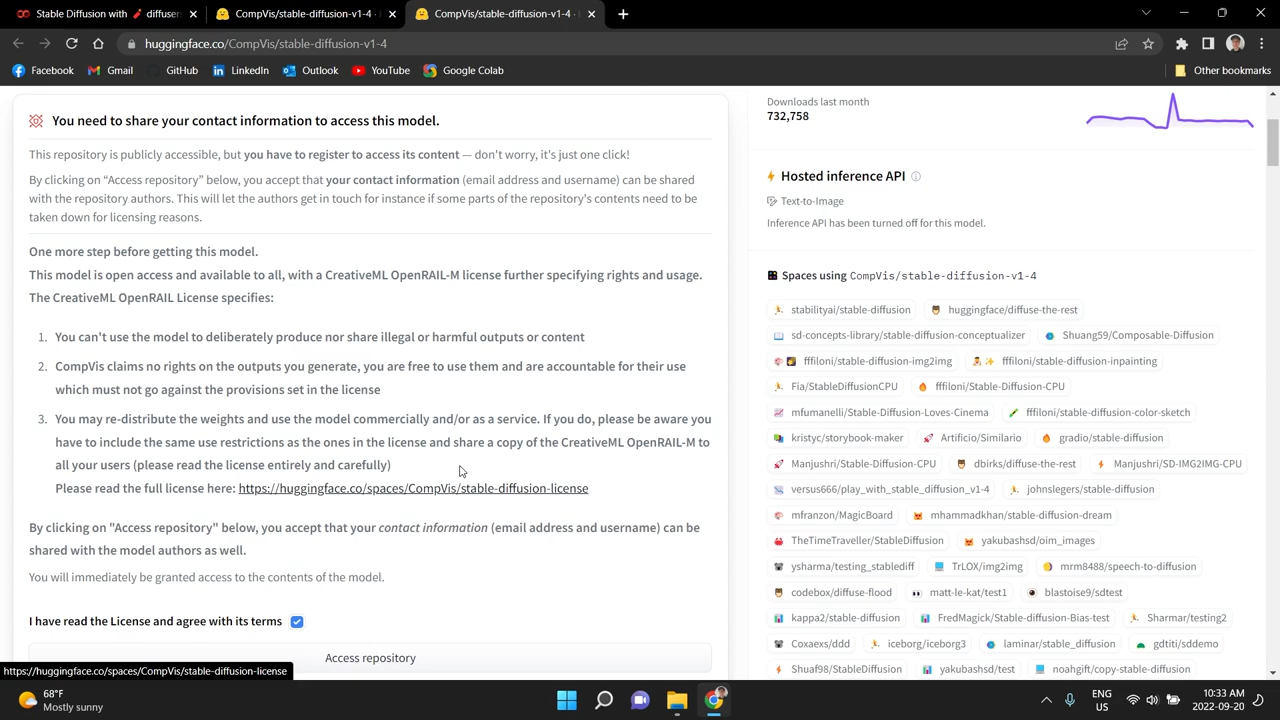 Stable Diffusion with 🧨 diffuser:
CompVis/stable-diffusion-v1-4 ·
CompVis/stable-diffusion-v1-4 ·
huggingface.co/CompVis/stable-diffusion-v1-4
Facebook
Gmail
GitHub
LinkedIn
Outlook
YouTube
Google Colab
Other bookmarks
You need to share your contact information to access this model.
This repository is publicly accessible, but you have to register to access its content — don't worry, it's just one click!
By clicking on “Access repository” below, you accept that your contact information (email address and username) can be shared
with the repository authors. This will let the authors get in touch for instance if some parts of the repository's contents need to be
taken down for licensing reasons.
One more step before getting this model.
This model is open access and available to all, with a CreativeML OpenRAIL-M license further specifying rights and usage.
The CreativeML OpenRAIL License specifies:
1. You can't use the model to deliberately produce nor share illegal or harmful outputs or content
2. CompVis claims no rights on the outputs you generate, you are free to use them and are accountable for their use
which must not go against the provisions set in the license
3. You may re-distribute the weights and use the model commercially and/or as a service. If you do, please be aware you
have to include the same use restrictions as the ones in the license and share a copy of the CreativeML OpenRAIL-M to
all your users (please read the license entirely and carefully)
Please read the full license here: https://huggingface.co/spaces/CompVis/stable-diffusion-license
By clicking on "Access repository" below, you accept that your contact information (email address and username) can be
shared with the model authors as well.
You will immediately be granted access to the contents of the model.
I have read the License and agree with its terms
Access repository
https://huggingface.co/spaces/CompVis/stable-diffusion-license
Downloads last month
732,758
Hosted inference API
Text-to-Image
Inference API has been turned off for this model.
Spaces using CompVis/stable-diffusion-v1-4
stabilityai/stable-diffusion huggingface/diffuse-the-rest
sd-concepts-library/stable-diffusion-conceptualizer Shuang59/Composable-Diffusion
fffiloni/stable-diffusion-img2img fffiloni/stable-diffusion-inpainting
Fia/StableDiffusionCPU fffiloni/Stable-Diffusion-CPU
mfumanelli/Stable-Diffusion-Loves-Cinema fffiloni/stable-diffusion-color-sketch
kristyc/storybook-maker Artificio/Similario gradio/stable-diffusion
Manjushri/Stable-Diffusion-CPU dbirks/diffuse-the-rest Manjushri/SD-IMG2IMG-CPU
versus666/play_with_stable_diffusion_v1-4 johnslegers/stable-diffusion
mfranzon/MagicBoard mhammadkhan/stable-diffusion-dream
TheTimeTraveller/StableDiffusion yakubashsd/oim_images
ysharma/testing_stablediff TrLOX/img2img mrm8488/speech-to-diffusion
codebox/diffuse-flood matt-le-kat/test1 blastoise9/sdtest
kappa2/stable-diffusion FredMagick/Stable-diffusion-Bias-test Sharmar/testing2
Coxaexs/ddd iceborg/iceborg3 laminar/stable_diffusion gdtiti/sddemo
Shuaf98/StableDiffusion yakubashsd/test noahgift/copy-stable-diffusion
68°F
Mostly sunny
ENG
US
10:33 AM
2022-09-20